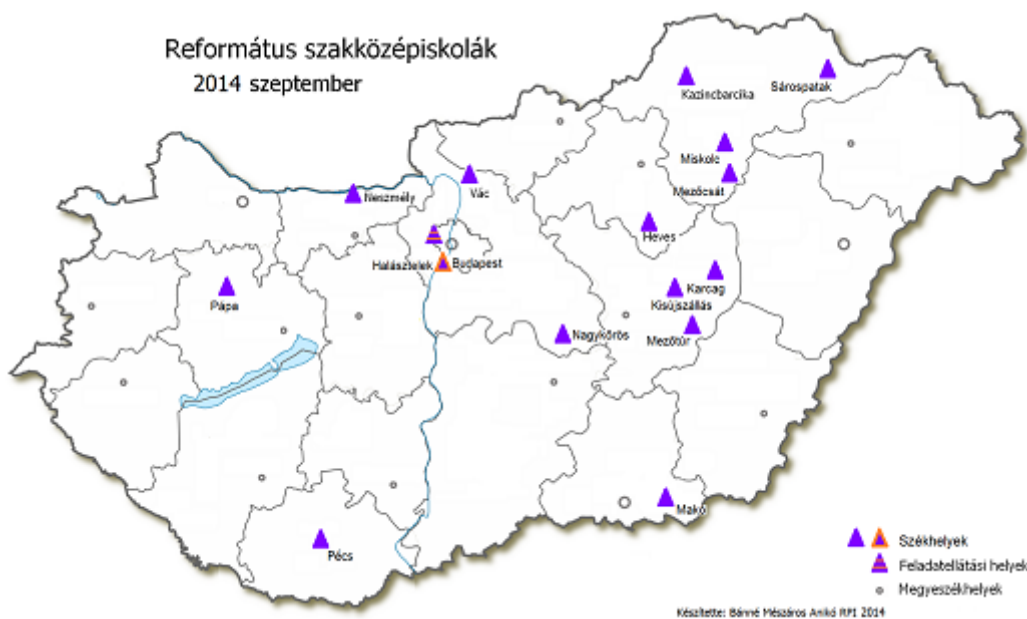 Református szakközépiskolák
2014 szeptember
Sárospatak
Kazincbarcika
Miskolc
Mezőcsát
Vác
Neszmély
Heves
Halásztelek
Budapest
Karcag
Kisújszállás
Pápa
Nagykőrös
Mezőtúr
Makó
Pécs
Székhelyek
Feladatellátási helyek
Megyeszékhelyek
Készítette: Bánné Mészáros Anikó RPI 2014